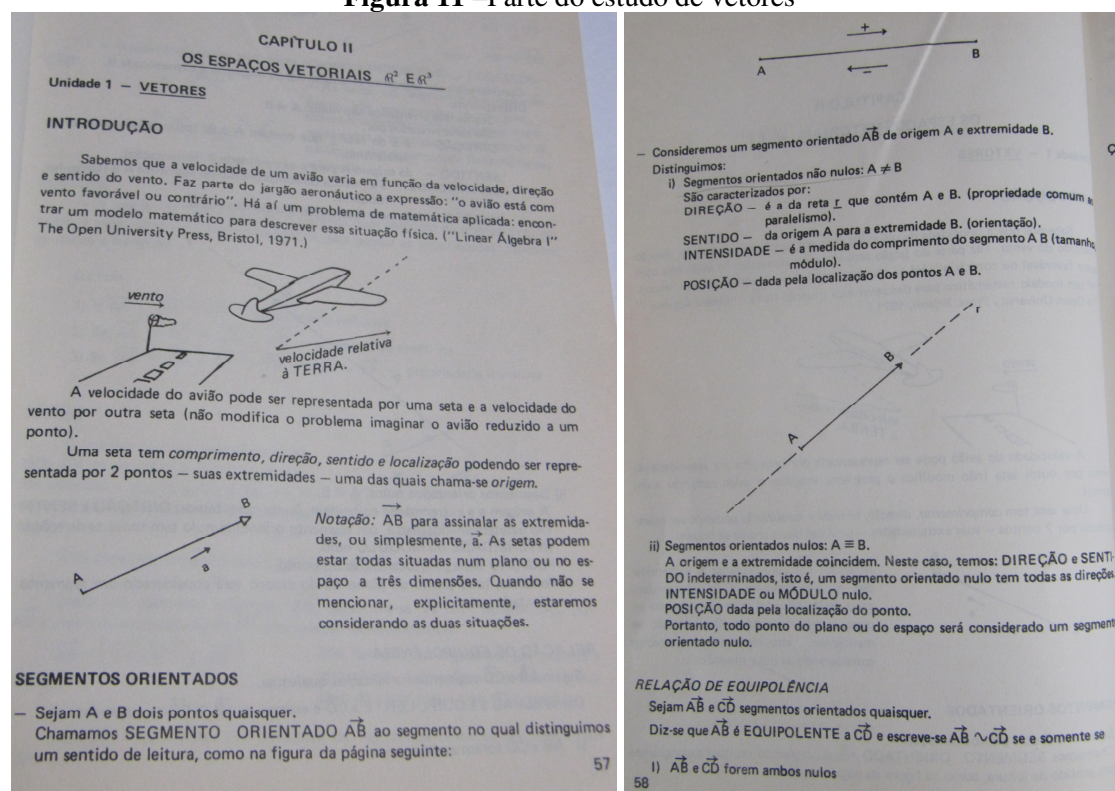 Figura 11 –Parte do estudo de vetores
CAPÍTULO II
OS ESPAÇOS VETORIAIS ℝ² E ℝ³
Unidade 1 — VETORES
INTRODUÇÃO
Sabemos que a velocidade de um avião varia em função da velocidade, direção
e sentido do vento. Faz parte do jargão aeronáutico a expressão: "o avião está com
vento favorável ou contrário". Há aí um problema de matemática aplicada: encon-
trar um modelo matemático para descrever essa situação física. ("Linear Álgebra I"
The Open University Press, Bristol, 1971.)
vento
velocidade relativa
à TERRA.
A velocidade do avião pode ser representada por uma seta e a velocidade do
vento por outra seta (não modifica o problema imaginar o avião reduzido a um
ponto).
Uma seta tem comprimento, direção, sentido e localização podendo ser repre-
sentada por 2 pontos — suas extremidades — uma das quais chama-se origem.
A
a
B
Notação: A͞B⃗ para assinalar as extremida-
des, ou simplesmente, a⃗. As setas podem
estar todas situadas num plano ou no es-
paço a três dimensões. Quando não se
mencionar, explicitamente, estaremos
considerando as duas situações.
SEGMENTOS ORIENTADOS
— Sejam A e B dois pontos quaisquer.
Chamamos SEGMENTO ORIENTADO AB⃗ ao segmento no qual distinguimos
um sentido de leitura, como na figura da página seguinte:
57
+
A
B
−
— Consideremos um segmento orientado AB⃗ de origem A e extremidade B.
Distinguimos:
i) Segmentos orientados não nulos: A ≠ B
São caracterizados por:
DIREÇÃO — é a da reta r que contém A e B. (propriedade comum
paralelismo).
SENTIDO — da origem A para a extremidade B. (orientação).
INTENSIDADE — é a medida do comprimento do segmento A B (tamanho,
módulo).
POSIÇÃO — dada pela localização dos pontos A e B.
r
B
A
ii) Segmentos orientados nulos: A ≡ B.
A origem e a extremidade coincidem. Neste caso, temos: DIREÇÃO e SENTI-
DO indeterminados, isto é, um segmento orientado nulo tem todas as direções
INTENSIDADE ou MÓDULO nulo.
POSIÇÃO dada pela localização do ponto.
Portanto, todo ponto do plano ou do espaço será considerado um segment
orientado nulo.
RELAÇÃO DE EQUIPOLÊNCIA
Sejam AB⃗ e CD⃗ segmentos orientados quaisquer.
Diz-se que AB⃗ é EQUIPOLENTE a CD⃗ e escreve-se AB⃗ ∼ CD⃗ se e somente se
I) AB⃗ e CD⃗ forem ambos nulos
58